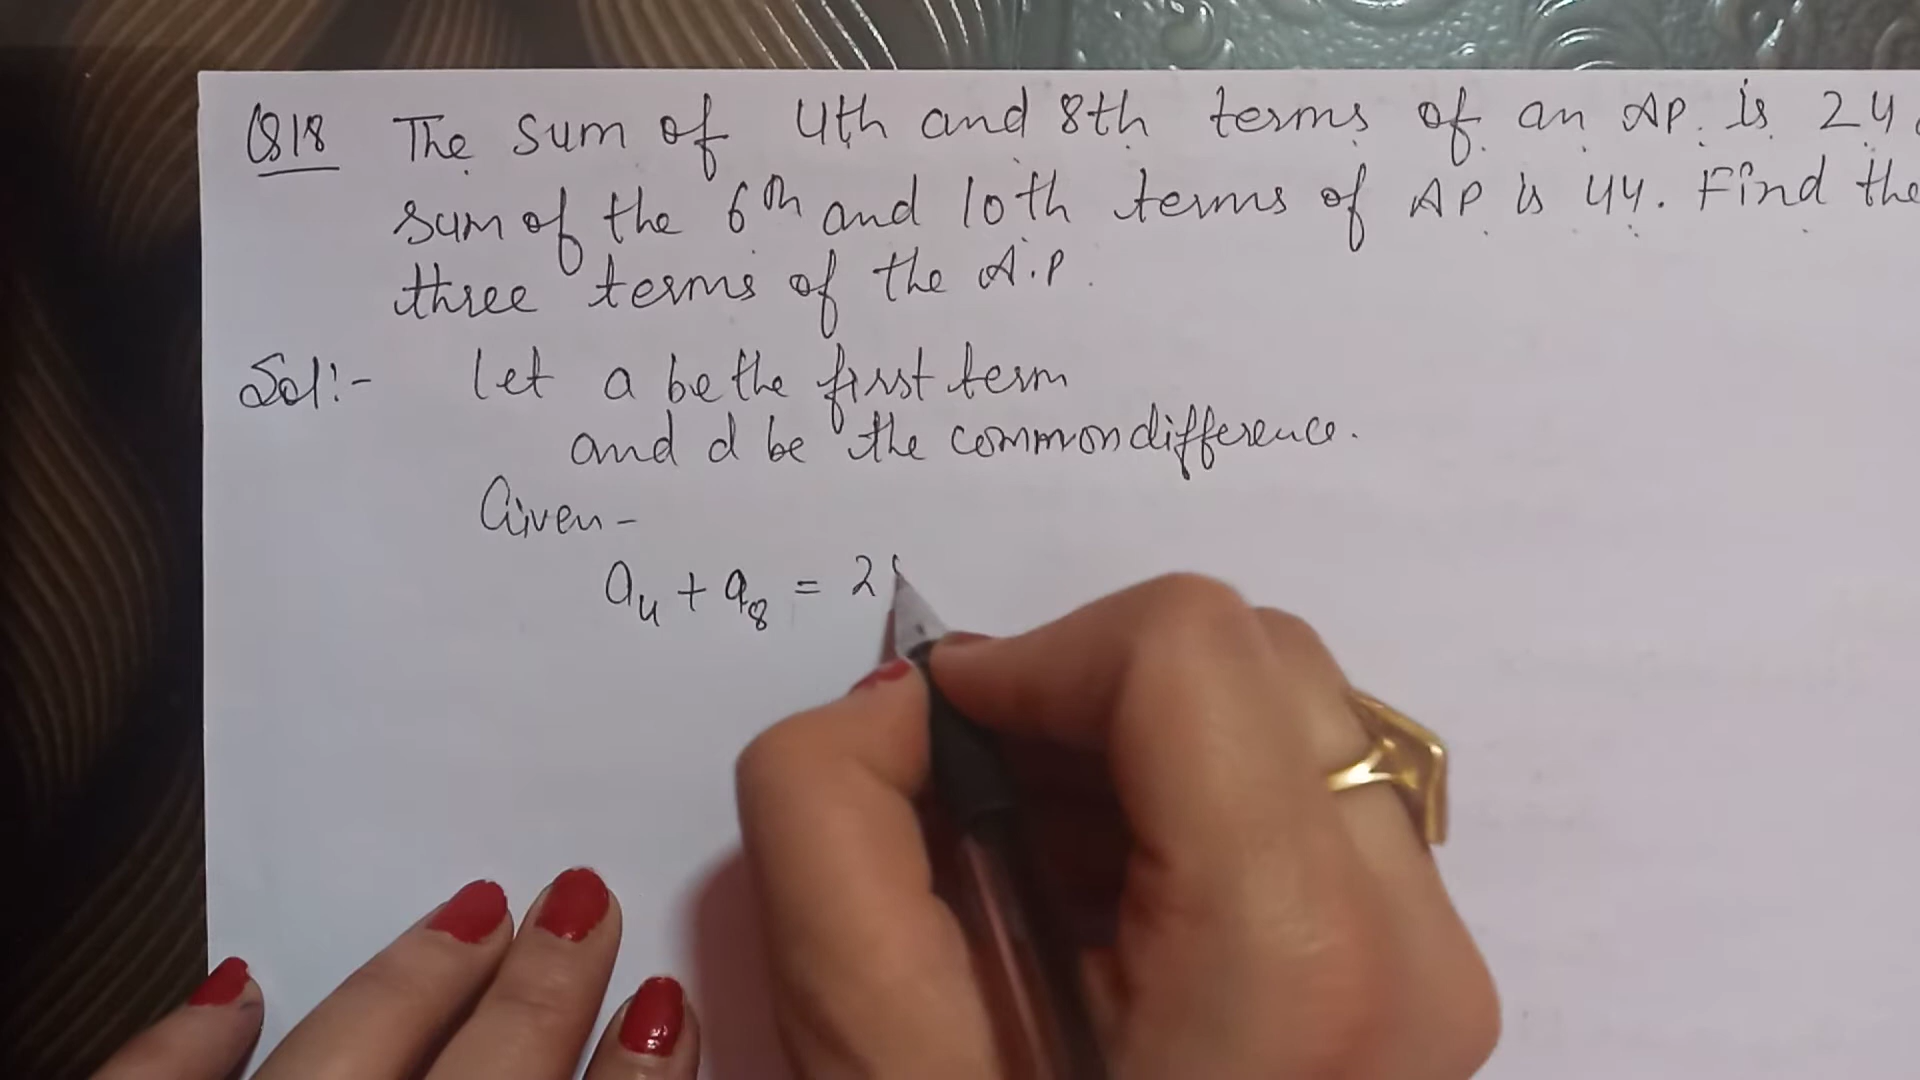 Q18 The sum of 4th and 8th terms of an AP. is 24
sum of the 6th and 10th terms of AP is 44. Find the
three terms of the A.P.
Sol:- let a be the first term
and d be the common difference.
Given -
a4 + a8 = 2